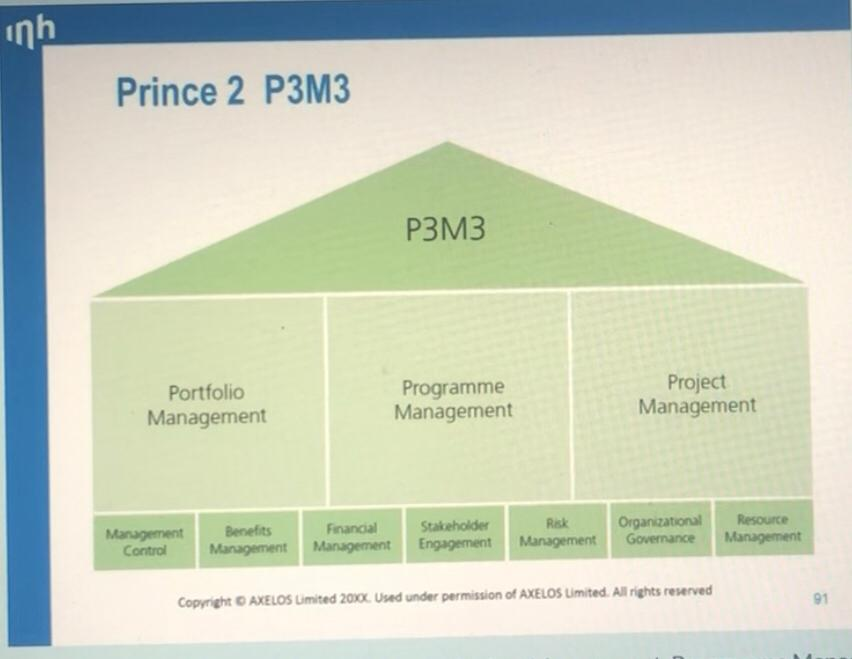 ınh
Prince 2 P3M3
P3M3
Portfolio
Management
Programme
Management
Project
Management
Management
Control
Benefits
Management
Financial
Management
Stakeholder
Engagement
Risk
Management
Organizational
Governance
Resource
Management
Copyright © AXELOS Limited 20XX. Used under permission of AXELOS Limited. All rights reserved
91